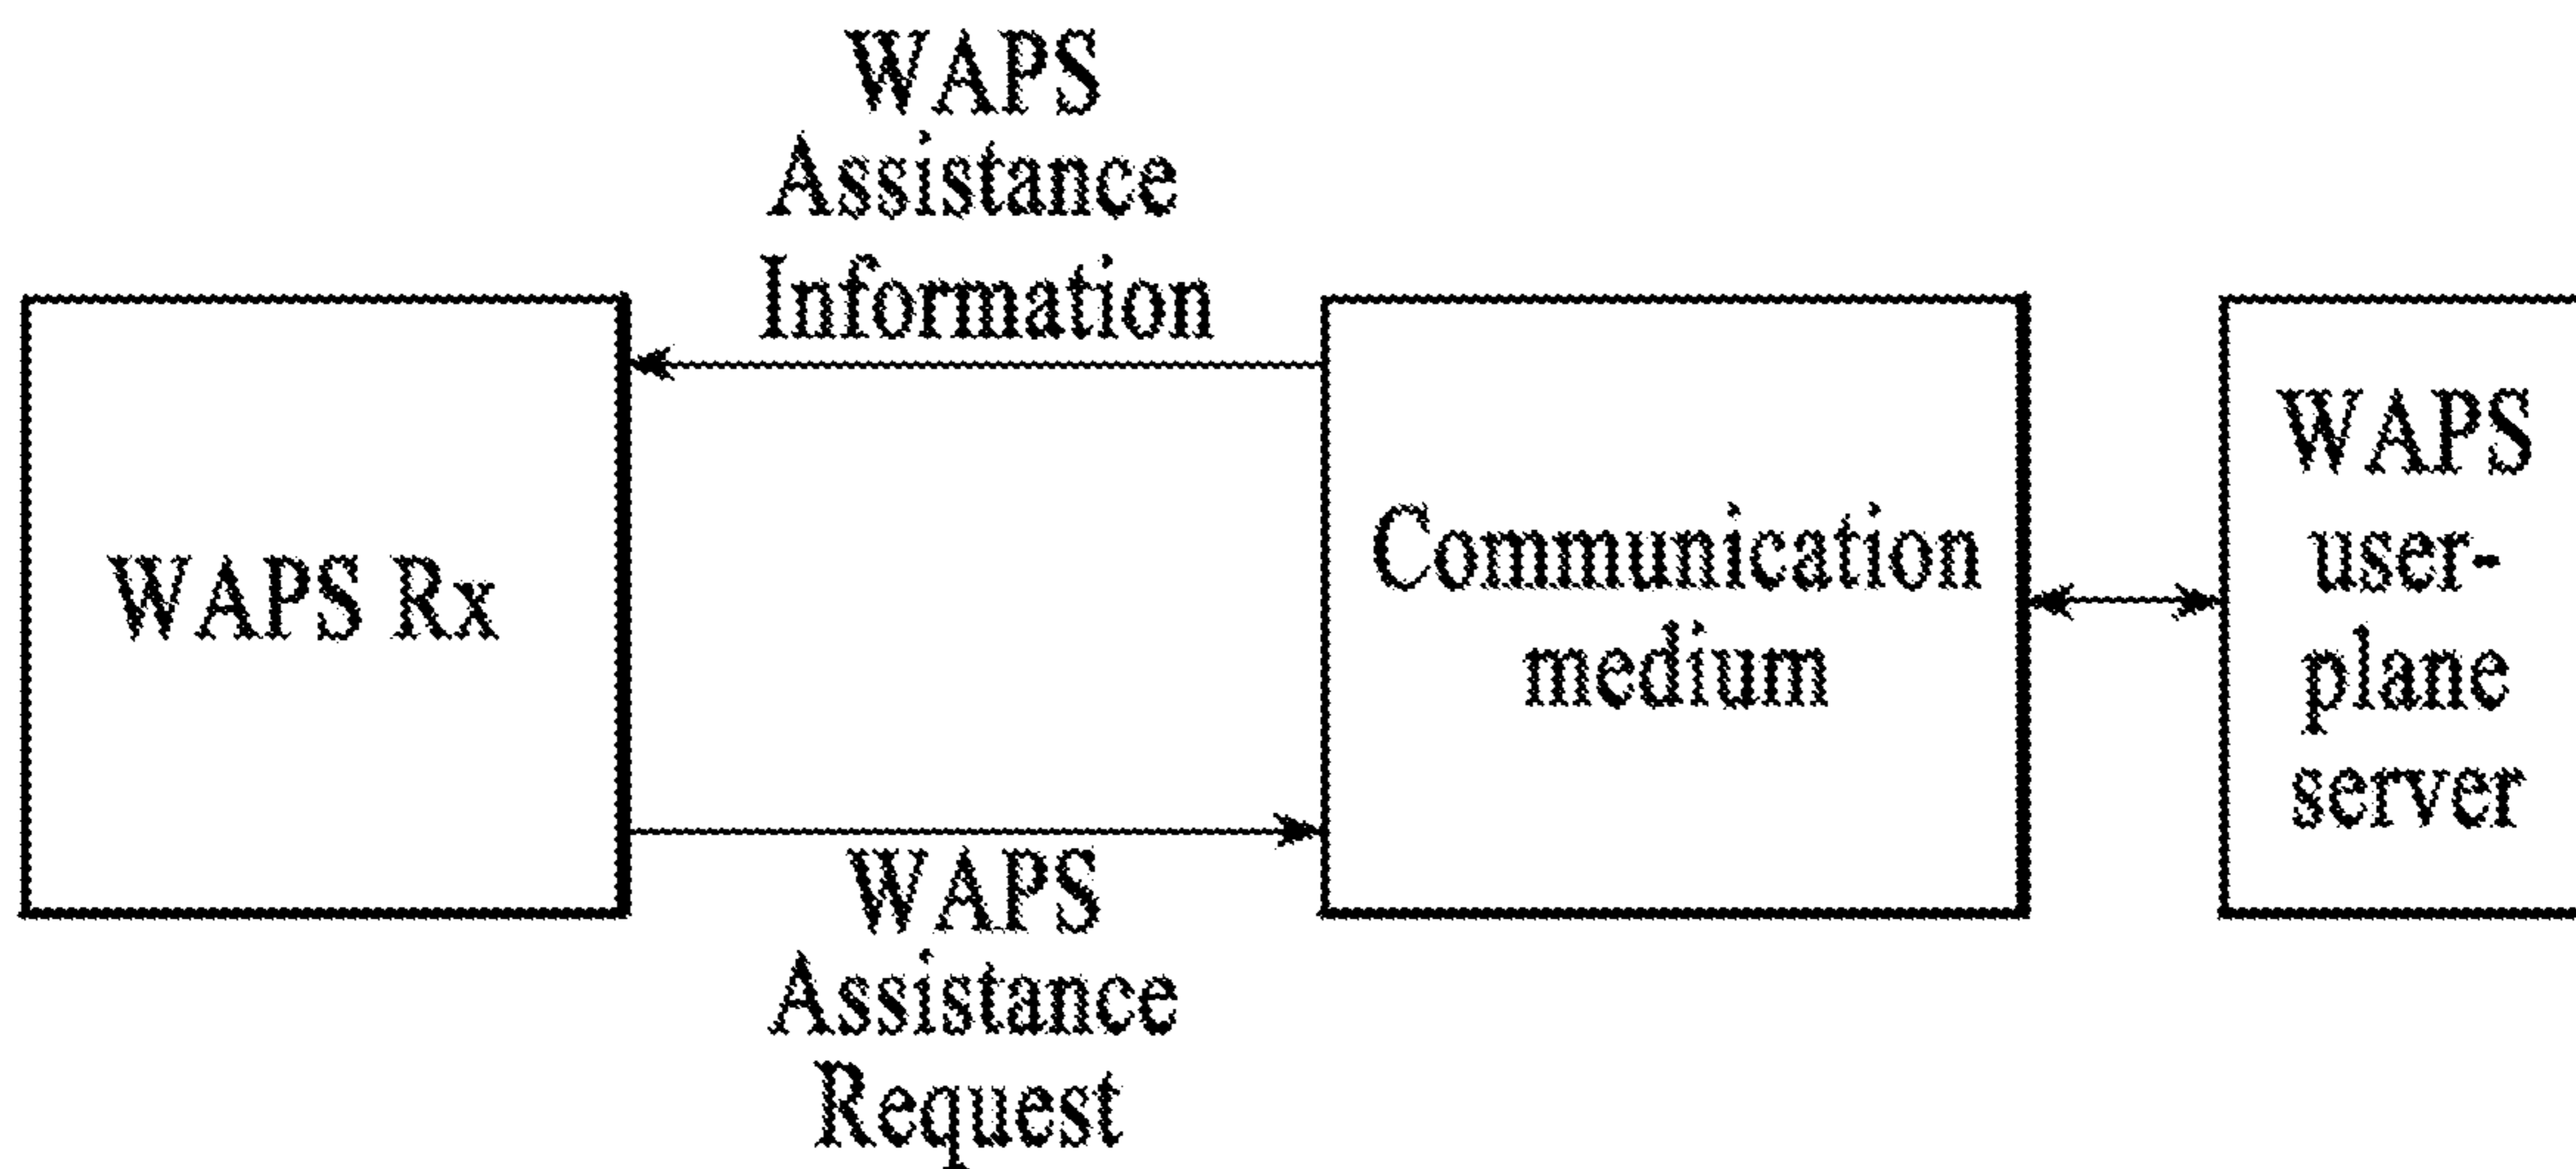 WAPS
Assistance
Information
WAPS Rx
Communication
medium
WAPS
user-
plane
server
WAPS
Assistance
Request